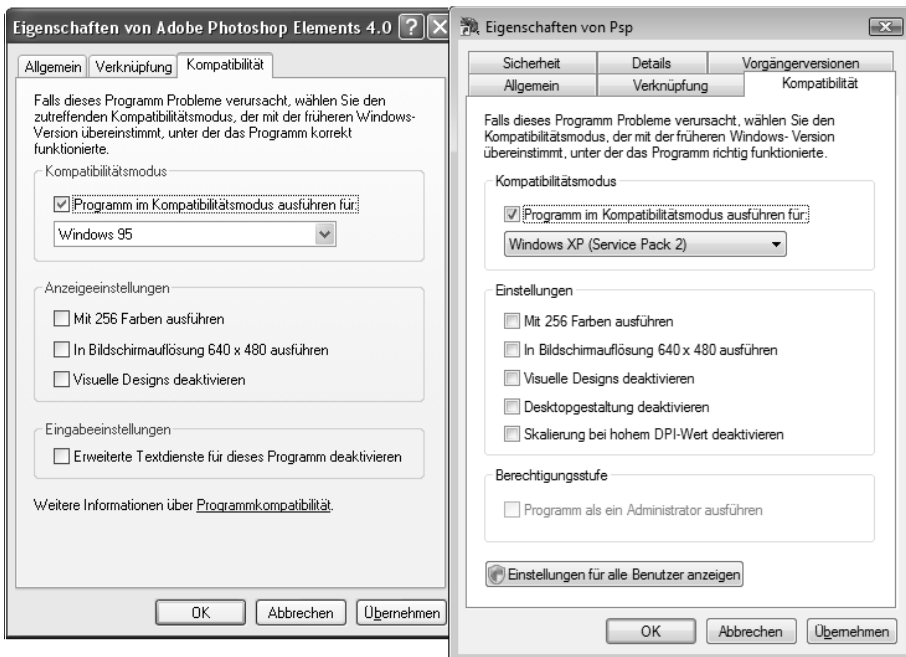 Eigenschaften von Adobe Photoshop Elements 4.0
Allgemein Verknüpfung Kompatibilität
Falls dieses Programm Probleme verursacht, wählen Sie den
zutreffenden Kompatibilitätsmodus, der mit der früheren Windows-
Version übereinstimmt, unter der das Programm korrekt
funktionierte.
Kompatibilitätsmodus
Programm im Kompatibilitätsmodus ausführen für:
Windows 95
Anzeigeeinstellungen
Mit 256 Farben ausführen
In Bildschirmauflösung 640 x 480 ausführen
Visuelle Designs deaktivieren
Eingabeeinstellungen
Erweiterte Textdienste für dieses Programm deaktivieren
Weitere Informationen über Programmkompatibilität.
OK Abbrechen Übernehmen
Eigenschaften von Psp
Sicherheit Details Vorgängerversionen
Allgemein Verknüpfung Kompatibilität
Falls dieses Programm Probleme verursacht, wählen Sie den
Kompatibilitätsmodus, der mit der früheren Windows- Version
übereinstimmt, unter der das Programm richtig funktionierte.
Kompatibilitätsmodus
Programm im Kompatibilitätsmodus ausführen für:
Windows XP (Service Pack 2)
Einstellungen
Mit 256 Farben ausführen
In Bildschirmauflösung 640 x 480 ausführen
Visuelle Designs deaktivieren
Desktopgestaltung deaktivieren
Skalierung bei hohem DPI-Wert deaktivieren
Berechtigungsstufe
Programm als ein Administrator ausführen
Einstellungen für alle Benutzer anzeigen
OK Abbrechen Übernehmen